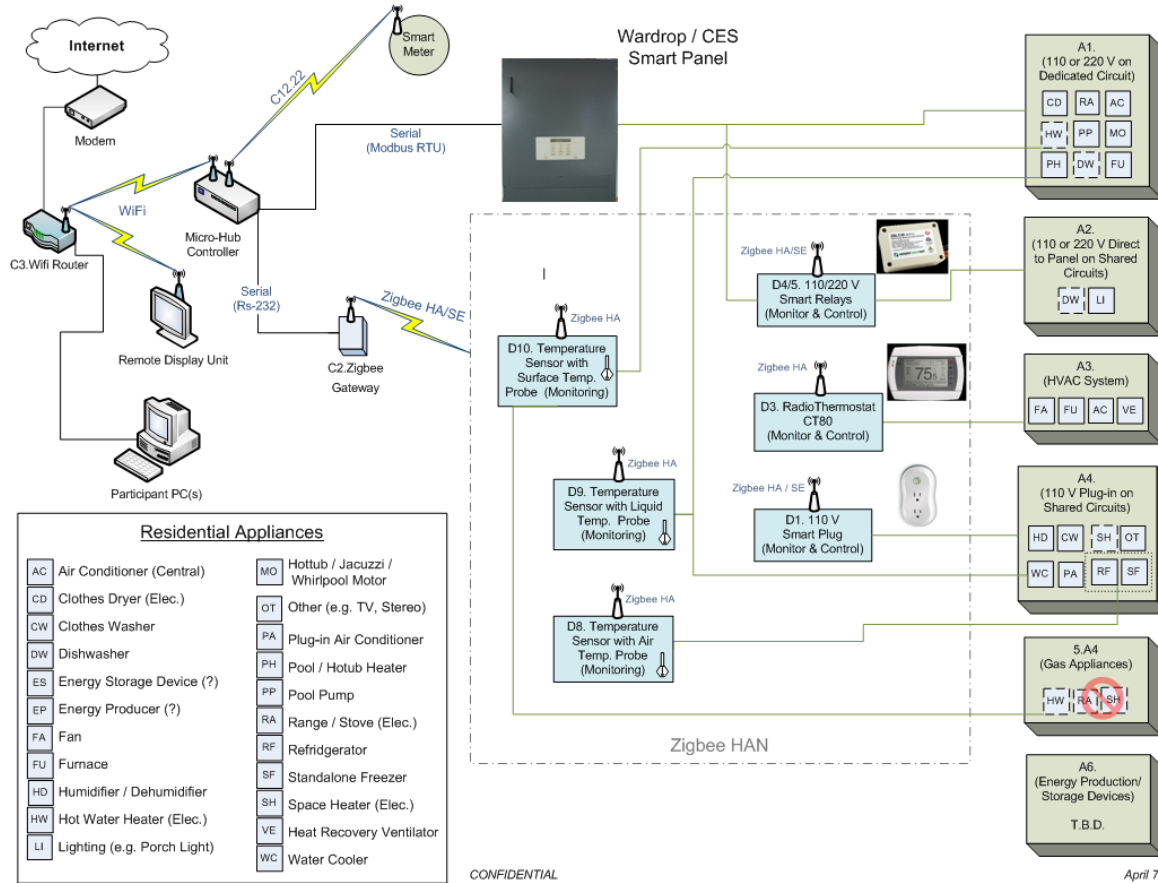 Internet
Modem
C3.Wifi Router
WiFi
C12.22
Smart
Meter
Micro-Hub
Controller
Serial
(Modbus RTU)
Serial
(Rs-232)
Remote Display Unit
Participant PC(s)
C2.Zigbee
Gateway
Zigbee HA/SE
Wardrop / CES
Smart Panel
I
Zigbee HA
D10. Temperature
Sensor with
Surface Temp.
Probe (Monitoring)
Zigbee HA
D9. Temperature
Sensor with Liquid
Temp. Probe
(Monitoring)
Zigbee HA
D8. Temperature
Sensor with Air
Temp. Probe
(Monitoring)
Zigbee HA/SE
D4/5. 110/220 V
Smart Relays
(Monitor & Control)
Zigbee HA
75
D3. RadioThermostat
CT80
(Monitor & Control)
Zigbee HA / SE
D1. 110 V
Smart Plug
(Monitor & Control)
Zigbee HAN
A1.
(110 or 220 V on
Dedicated Circuit)
CD RA AC
HW PP MO
PH DW FU
A2.
(110 or 220 V Direct
to Panel on Shared
Circuits)
DW LI
A3.
(HVAC System)
FA FU AC VE
A4.
(110 V Plug-in on
Shared Circuits)
HD CW SH OT
WC PA RF SF
5.A4
(Gas Appliances)
HW RA SH
A6.
(Energy Production/
Storage Devices)
T.B.D.
Residential Appliances
AC Air Conditioner (Central)
CD Clothes Dryer (Elec.)
CW Clothes Washer
DW Dishwasher
ES Energy Storage Device (?)
EP Energy Producer (?)
FA Fan
FU Furnace
HD Humidifier / Dehumidifier
HW Hot Water Heater (Elec.)
LI Lighting (e.g. Porch Light)
MO Hottub / Jacuzzi /
Whirlpool Motor
OT Other (e.g. TV, Stereo)
PA Plug-in Air Conditioner
PH Pool / Hotub Heater
PP Pool Pump
RA Range / Stove (Elec.)
RF Refridgerator
SF Standalone Freezer
SH Space Heater (Elec.)
VE Heat Recovery Ventilator
WC Water Cooler
CONFIDENTIAL
April 7